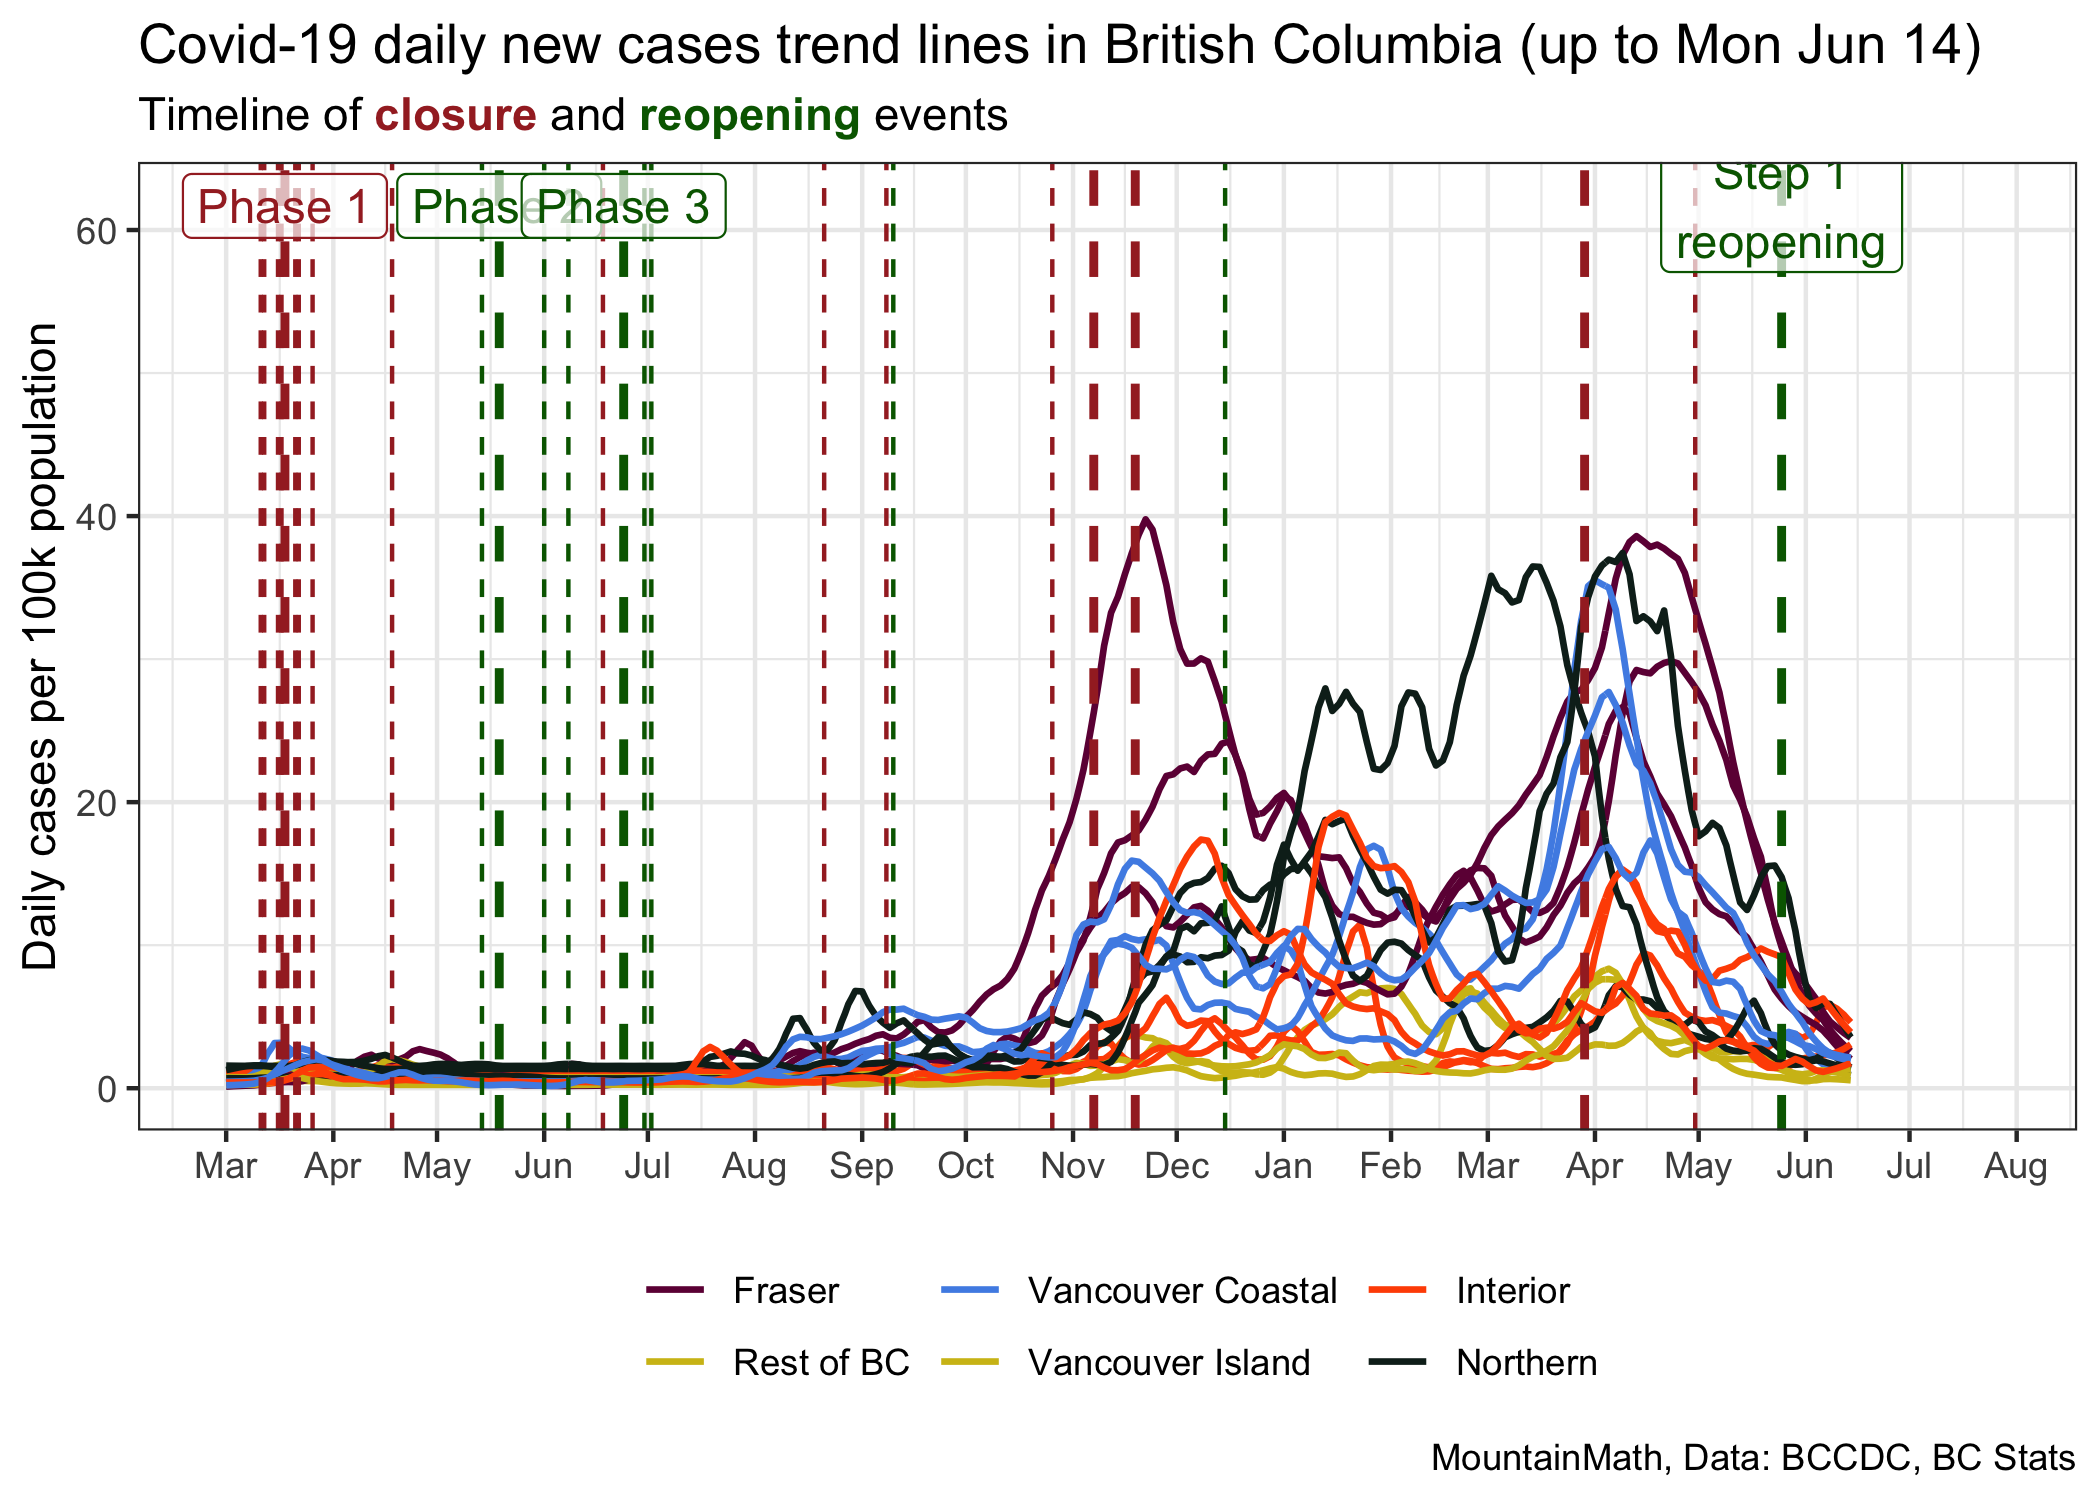 Covid-19 daily new cases trend lines in British Columbia (up to Mon Jun 14)
Timeline of closure and reopening events
Phase 1
Phase 2
Phase 3
Step 1
reopening
Daily cases per 100k population
60
40
20
0
Mar Apr May Jun Jul Aug Sep Oct Nov Dec Jan Feb Mar Apr May Jun Jul Aug
Fraser Vancouver Coastal Interior
Rest of BC Vancouver Island Northern
MountainMath, Data: BCCDC, BC Stats